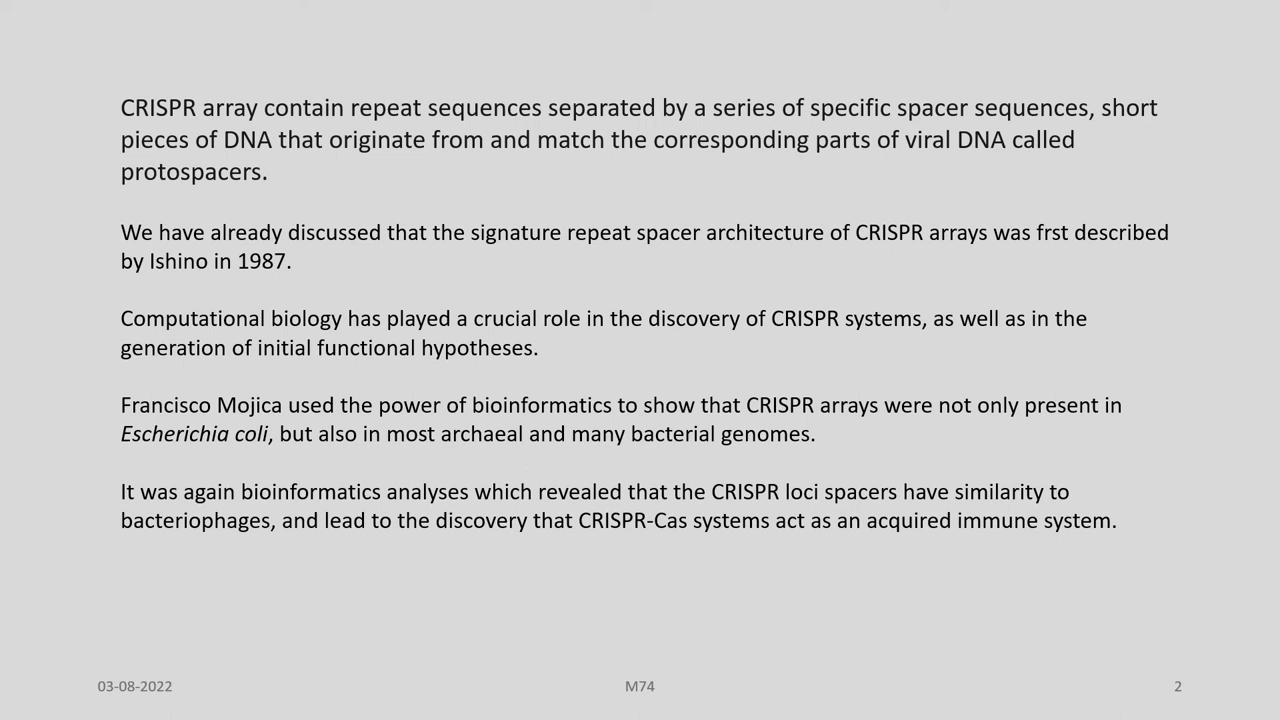 CRISPR array contain repeat sequences separated by a series of specific spacer sequences, short
pieces of DNA that originate from and match the corresponding parts of viral DNA called
protospacers.
We have already discussed that the signature repeat spacer architecture of CRISPR arrays was frst described
by Ishino in 1987.
Computational biology has played a crucial role in the discovery of CRISPR systems, as well as in the
generation of initial functional hypotheses.
Francisco Mojica used the power of bioinformatics to show that CRISPR arrays were not only present in
Escherichia coli, but also in most archaeal and many bacterial genomes.
It was again bioinformatics analyses which revealed that the CRISPR loci spacers have similarity to
bacteriophages, and lead to the discovery that CRISPR-Cas systems act as an acquired immune system.
03-08-2022
M74
2